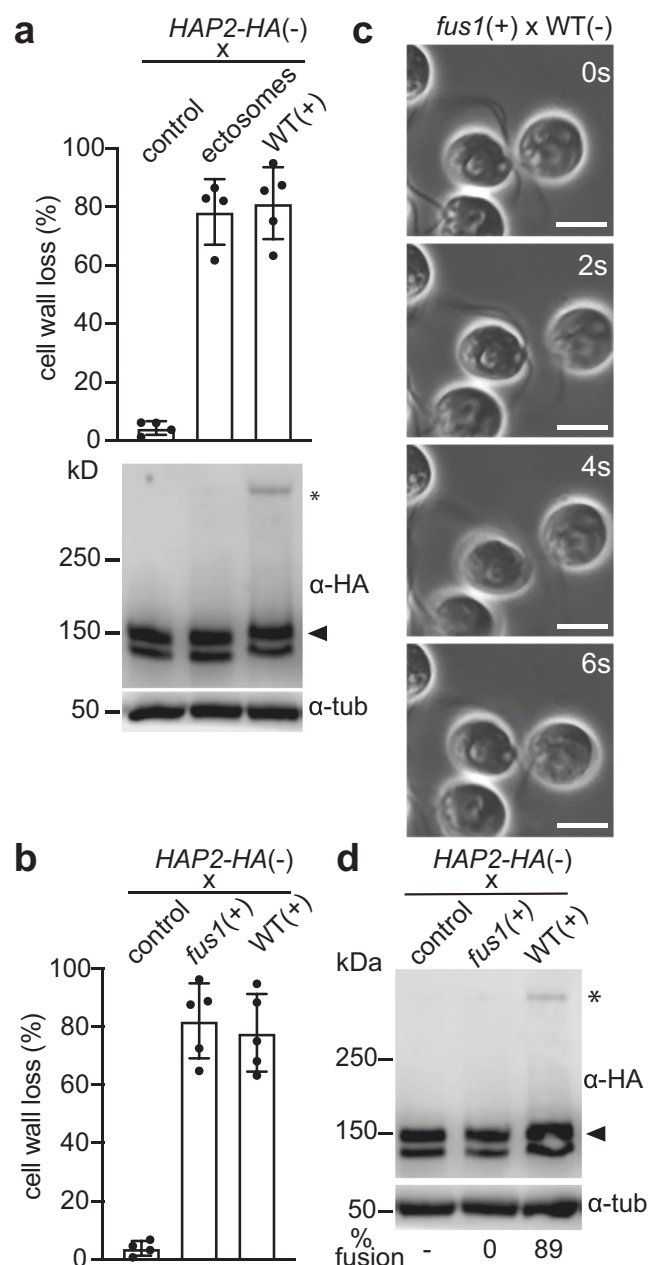 a
HAP2-HA(-)
x
control
ectosomes
WT(+)
100
80
60
40
20
0
cell wall loss (%)
kD
*
250
α-HA
150
50
α-tub
c
fus1(+) x WT(-)
0s
2s
4s
6s
b
HAP2-HA(-)
x
control
fus1(+)
WT(+)
100
80
60
40
20
0
cell wall loss (%)
d
HAP2-HA(-)
x
control
fus1(+)
WT(+)
kDa
*
250
α-HA
150
50
α-tub
%
fusion - 0 89